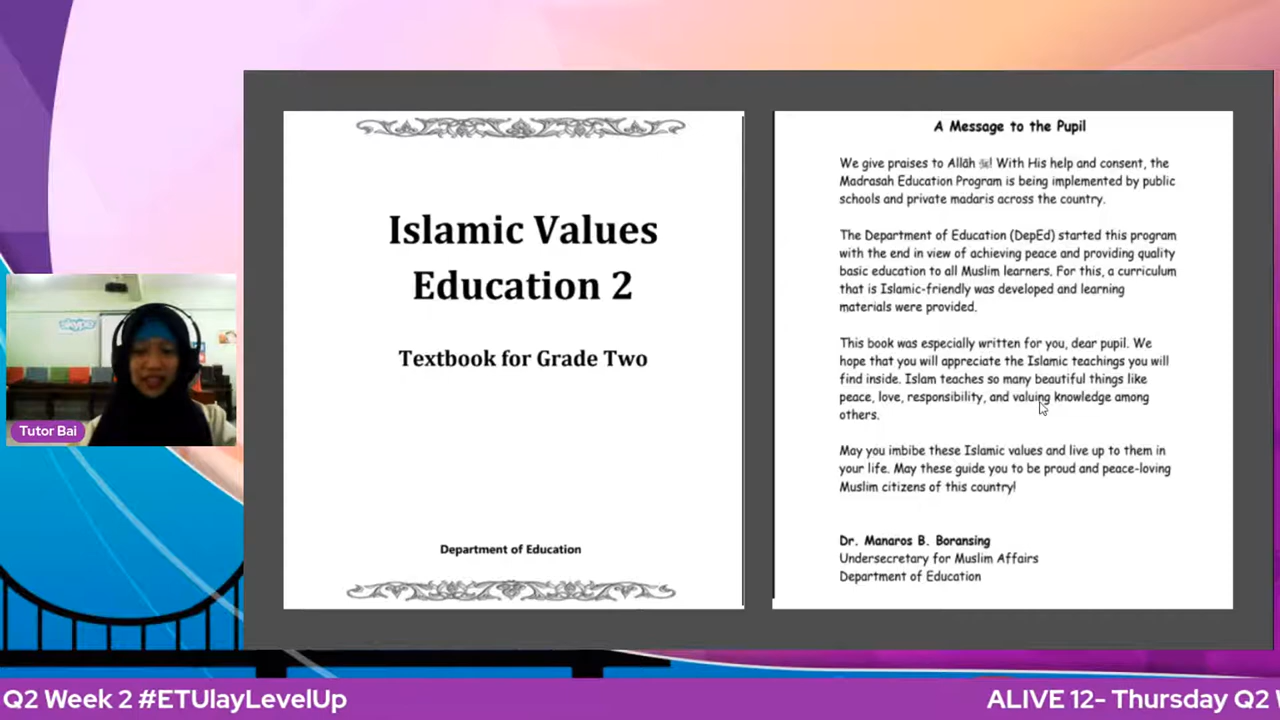 Islamic Values
Education 2
Textbook for Grade Two
Department of Education
A Message to the Pupil
We give praises to Allāh ﷻ! With His help and consent, the
Madrasah Education Program is being implemented by public
schools and private madaris across the country.
The Department of Education (DepEd) started this program
with the end in view of achieving peace and providing quality
basic education to all Muslim learners. For this, a curriculum
that is Islamic-friendly was developed and learning
materials were provided.
This book was especially written for you, dear pupil. We
hope that you will appreciate the Islamic teachings you will
find inside. Islam teaches so many beautiful things like
peace, love, responsibility, and valuing knowledge among
others.
May you imbibe these Islamic values and live up to them in
your life. May these guide you to be proud and peace-loving
Muslim citizens of this country!
Dr. Manaros B. Boransing
Undersecretary for Muslim Affairs
Department of Education
skype
Tutor Bai
Q2 Week 2 #ETUlayLevelUp
ALIVE 12- Thursday Q2 W